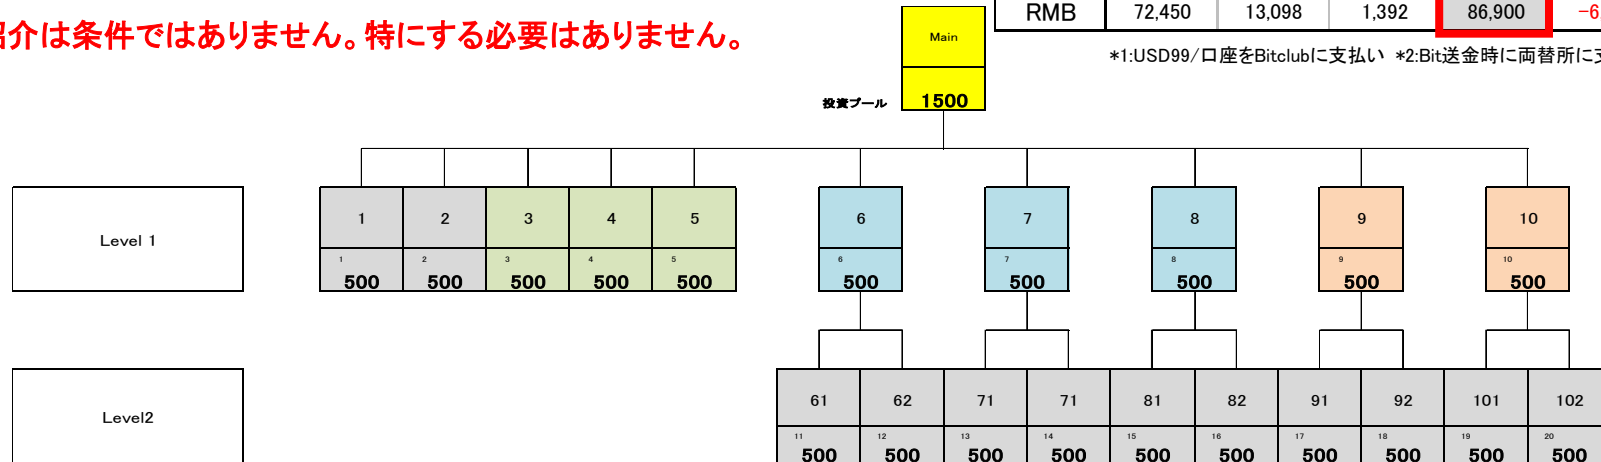 RMB 72,450 13,098 1,392 86,900 -6
介は条件ではありません。特にする必要はありません。
Main
*1:USD99/口座をBitclubに支払い *2:Bit送金時に両替所に
投資プール 1500
Level 1
1 2 3 4 5 6 7 8 9 10
1 2 3 4 5 6 7 8 9 10
500 500 500 500 500 500 500 500 500 500
Level2
61 62 71 71 81 82 91 92 101 102
11 12 13 14 15 16 17 18 19 20
500 500 500 500 500 500 500 500 500 500